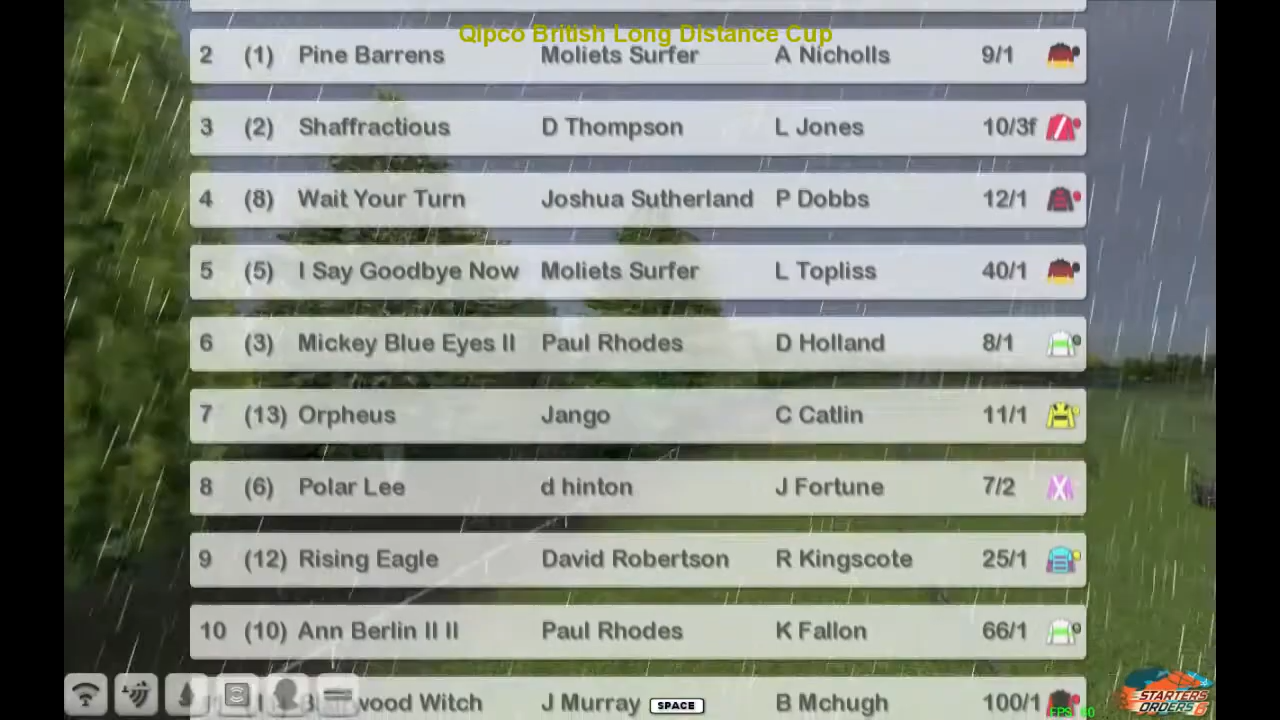 Qipco British Long Distance Cup
2 (1) Pine Barrens Moliets Surfer A Nicholls 9/1
3 (2) Shaffractious D Thompson L Jones 10/3f
4 (8) Wait Your Turn Joshua Sutherland P Dobbs 12/1
5 (5) I Say Goodbye Now Moliets Surfer L Topliss 40/1
6 (3) Mickey Blue Eyes II Paul Rhodes D Holland 8/1
7 (13) Orpheus Jango C Catlin 11/1
8 (6) Polar Lee d hinton J Fortune 7/2
9 (12) Rising Eagle David Robertson R Kingscote 25/1
10 (10) Ann Berlin II II Paul Rhodes K Fallon 66/1
Witch J Murray B Mchugh 100/1
SPACE
FPS
STARTERS
ORDERS 6